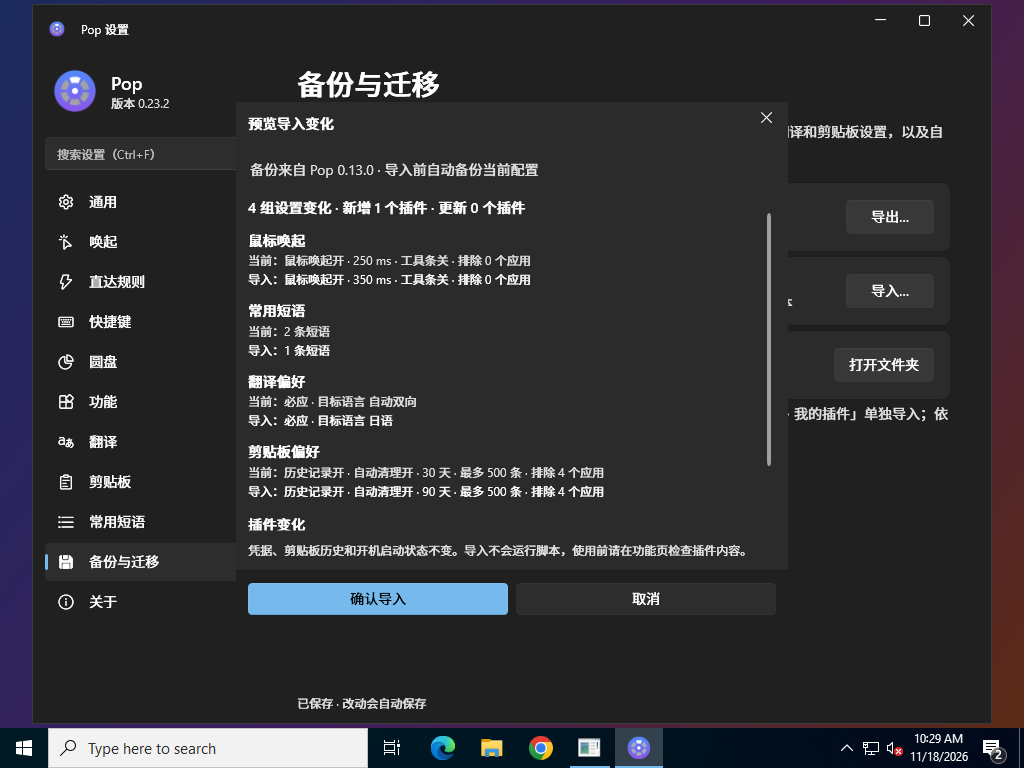 Pop 设置
Pop
版本 0.23.2
搜索设置（Ctrl+F）
通用
唤起
直达规则
快捷键
圆盘
功能
翻译
剪贴板
常用短语
备份与迁移
关于
备份与迁移
译和剪贴板设置，以及自
导出...
导入...
打开文件夹
我的插件」单独导入；依
预览导入变化
备份来自 Pop 0.13.0 · 导入前自动备份当前配置
4 组设置变化 · 新增 1 个插件 · 更新 0 个插件
鼠标唤起
当前：鼠标唤起开 · 250 ms · 工具条关 · 排除 0 个应用
导入：鼠标唤起开 · 350 ms · 工具条关 · 排除 0 个应用
常用短语
当前：2 条短语
导入：1 条短语
翻译偏好
当前：必应 · 目标语言 自动双向
导入：必应 · 目标语言 日语
剪贴板偏好
当前：历史记录开 · 自动清理开 · 30 天 · 最多 500 条 · 排除 4 个应用
导入：历史记录开 · 自动清理开 · 90 天 · 最多 500 条 · 排除 4 个应用
插件变化
凭据、剪贴板历史和开机启动状态不变。导入不会运行脚本，使用前请在功能页检查插件内容。
确认导入
取消
已保存 · 改动会自动保存
Type here to search
10:29 AM
11/18/2026
2